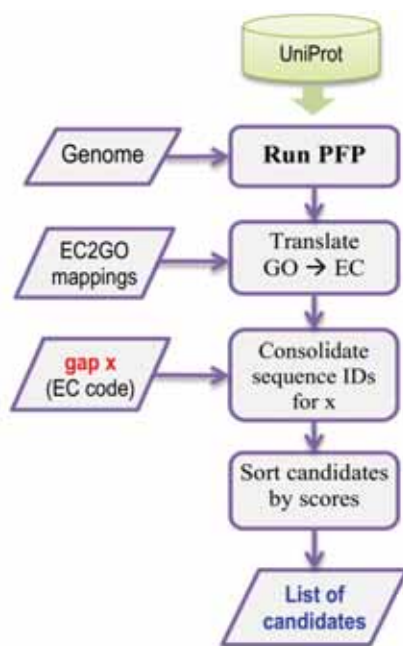 UniProt
Genome
Run PFP
EC2GO
mappings
Translate
GO → EC
gap x
(EC code)
Consolidate
sequence IDs
for x
Sort candidates
by scores
List of
candidates